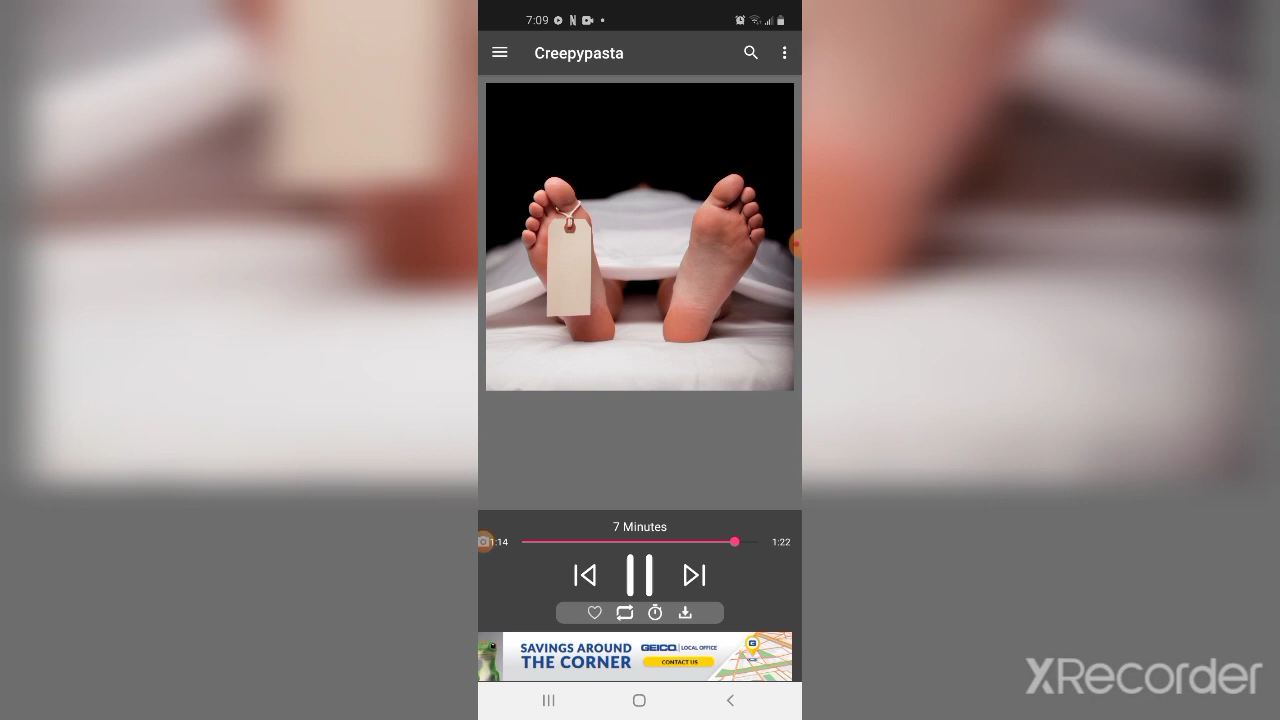 7:09
Creepypasta
7 Minutes
1:14
1:22
SAVINGS AROUND
THE CORNER
GEICO LOCAL OFFICE
CONTACT US
XRecorder